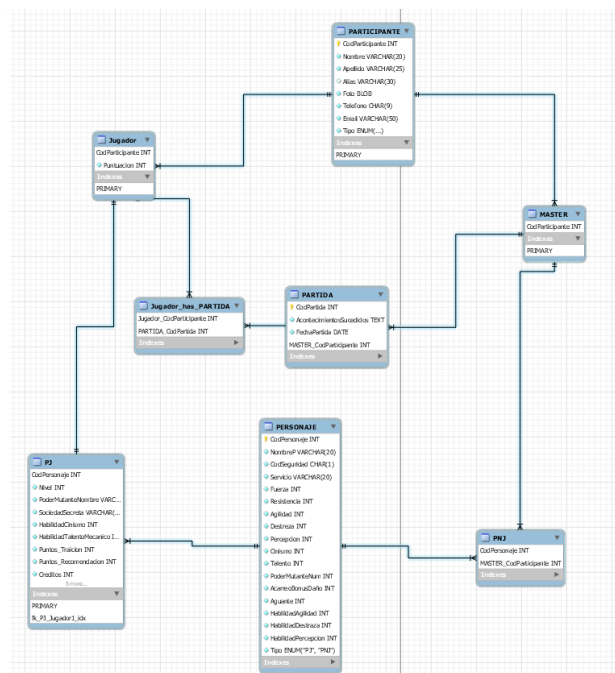 PARTICIPANTE
CodParticipante INT
Nombre VARCHAR(20)
Apellido VARCHAR(25)
Alias VARCHAR(30)
Foto BLOB
Telefono CHAR(9)
Email VARCHAR(50)
Tipo ENUM(...)
Indexes
PRIMARY
Jugador
CodParticipante INT
Puntuacion INT
Indexes
PRIMARY
MASTER
CodParticipante INT
Indexes
PRIMARY
Jugador_has_PARTIDA
Jugador_CodParticipante INT
PARTIDA_CodPartida INT
Indexes
PARTIDA
CodPartida INT
AcontecimientosSucedidos TEXT
FechaPartida DATE
MASTER_CodParticipante INT
Indexes
PERSONAJE
CodPersonaje INT
NombreP VARCHAR(20)
CodSeguridad CHAR(1)
Servicio VARCHAR(20)
Fuerza INT
Resistencia INT
Agilidad INT
Destreza INT
Percepcion INT
Cinismo INT
Talento INT
PoderMutanteNum INT
AcarreoBonusDaño INT
Aguante INT
HabilidadAgilidad INT
HabilidadDestraza INT
HabilidadPercepcion INT
Tipo ENUM("PJ", "PNJ")
Indexes
PJ
CodPersonaje INT
Nivel INT
PoderMutanteNombre VARC...
SociedadSecreta VARCHAR(...
HabilidadCinismo INT
HabilidadTalentoMecanico I...
Puntos_Traicion INT
Puntos_Recomendacion INT
Creditos INT
Indexes
PRIMARY
fk_PJ_Jugador1_idx
PNJ
CodPersonaje INT
MASTER_CodParticipante INT
Indexes